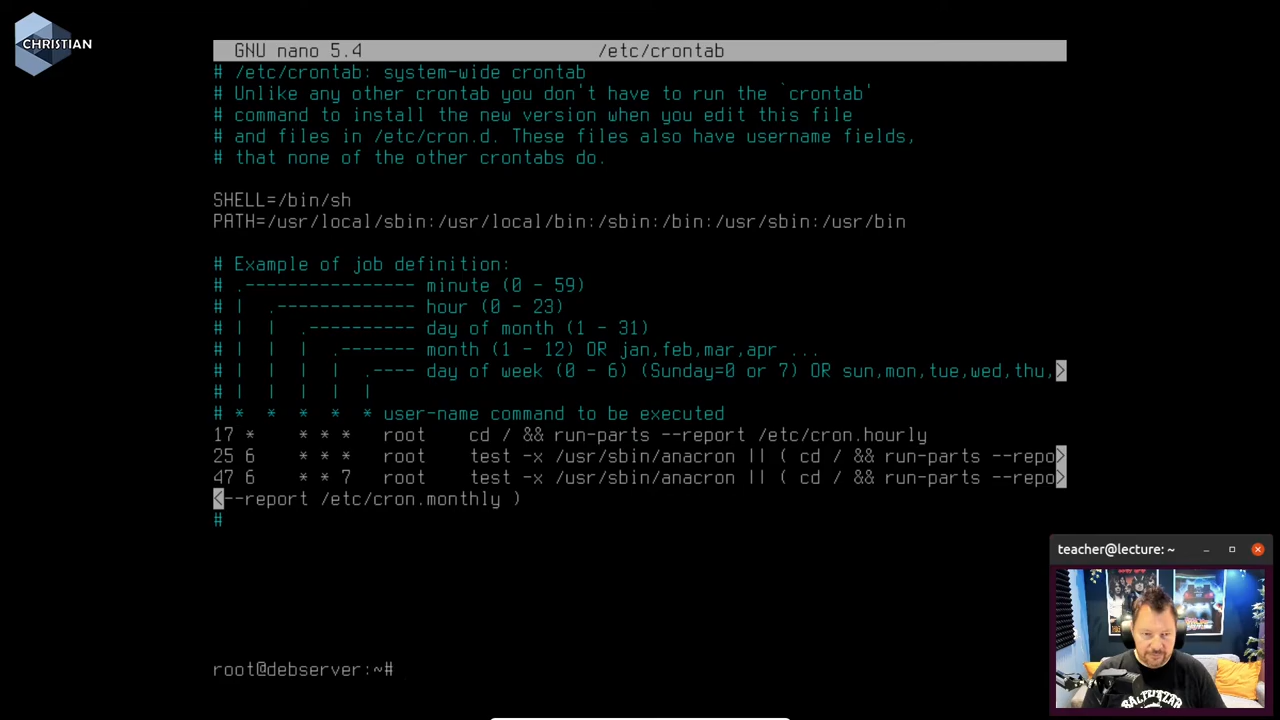 CHRISTIAN
GNU nano 5.4 /etc/crontab
# /etc/crontab: system-wide crontab
# Unlike any other crontab you don't have to run the `crontab'
# command to install the new version when you edit this file
# and files in /etc/cron.d. These files also have username fields,
# that none of the other crontabs do.
SHELL=/bin/sh
PATH=/usr/local/sbin:/usr/local/bin:/sbin:/bin:/usr/sbin:/usr/bin
# Example of job definition:
# .---------------- minute (0 - 59)
# | .------------- hour (0 - 23)
# | | .---------- day of month (1 - 31)
# | | | .------- month (1 - 12) OR jan,feb,mar,apr ...
# | | | | .---- day of week (0 - 6) (Sunday=0 or 7) OR sun,mon,tue,wed,thu,>
# | | | | |
# * * * * * user-name command to be executed
17 * * * * root cd / && run-parts --report /etc/cron.hourly
25 6 * * * root test -x /usr/sbin/anacron || ( cd / && run-parts --repo>
47 6 * * 7 root test -x /usr/sbin/anacron || ( cd / && run-parts --repo>
<--report /etc/cron.monthly )
#
teacher@lecture: ~
root@debserver:~#